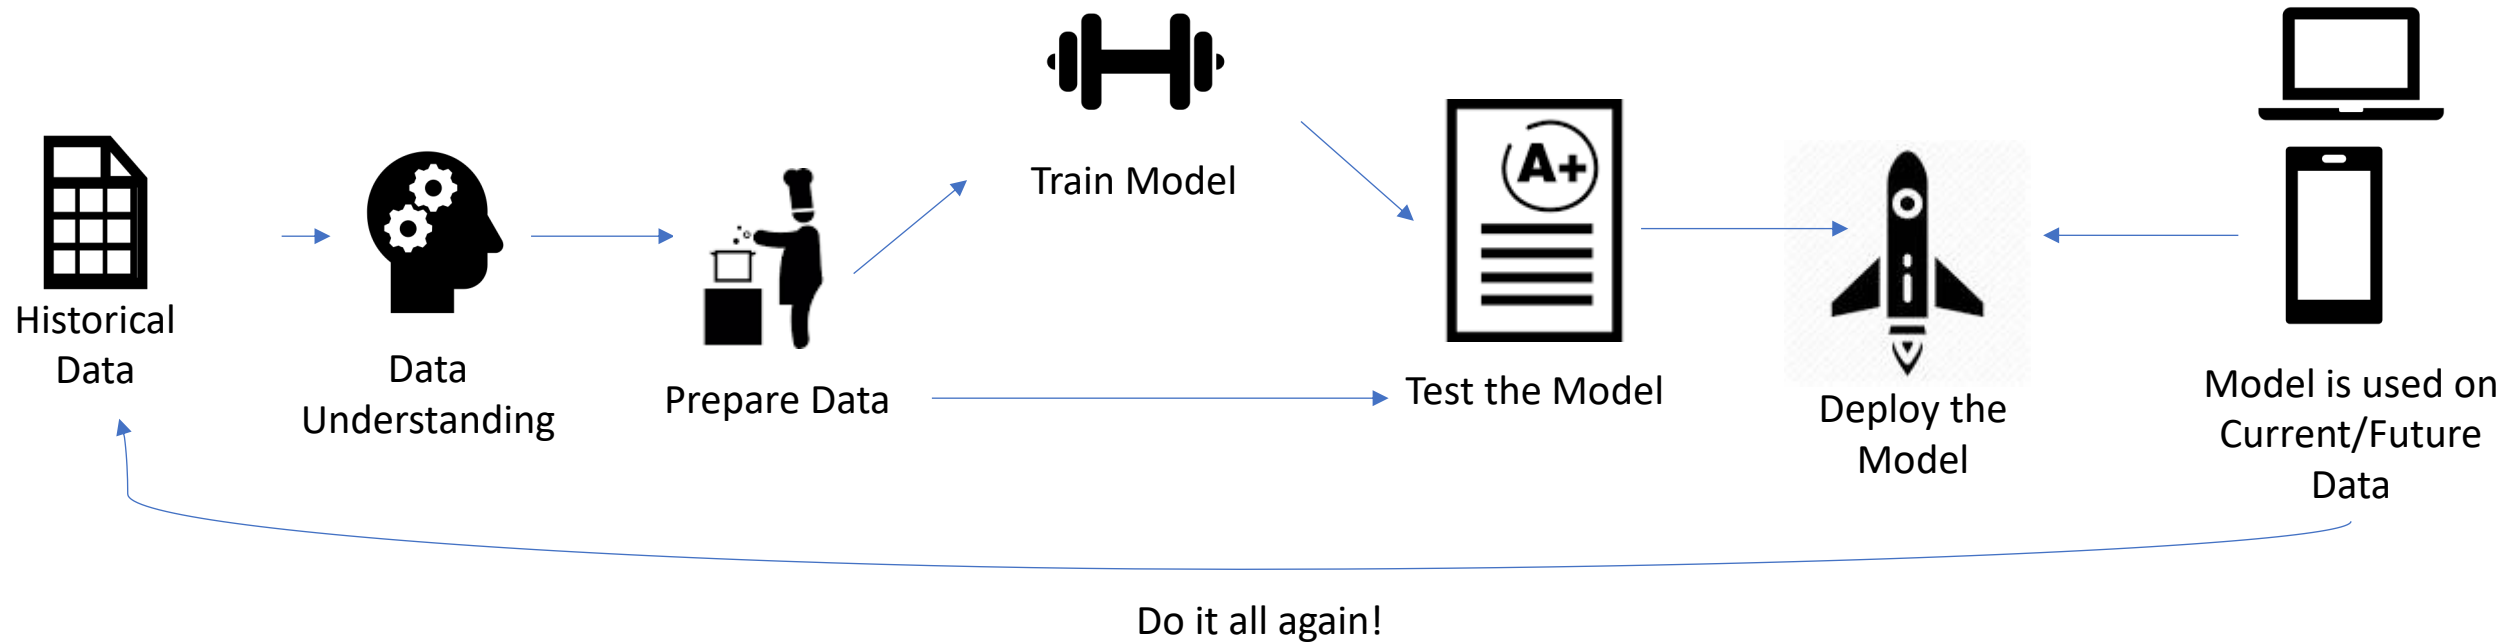 Historical
Data
Data
Understanding
Prepare Data
Train Model
A+
Test the Model
Deploy the
Model
Model is used on
Current/Future
Data
Do it all again!